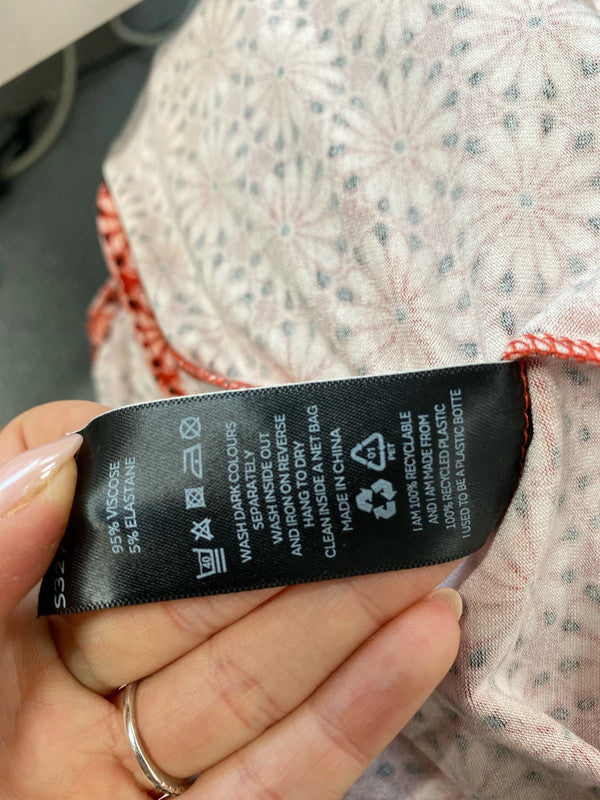 95% VISCOSE
5% ELASTANE
40
WASH DARK COLOURS
SEPARATELY
WASH INSIDE OUT
AND IRON ON REVERSE
HANG TO DRY
CLEAN INSIDE A NET BAG
MADE IN CHINA
01
PET
I AM 100% RECYCLABLE
AND I AM MADE FROM
100% RECYCLED PLASTIC
I USED TO BE A PLASTIC BOTTE